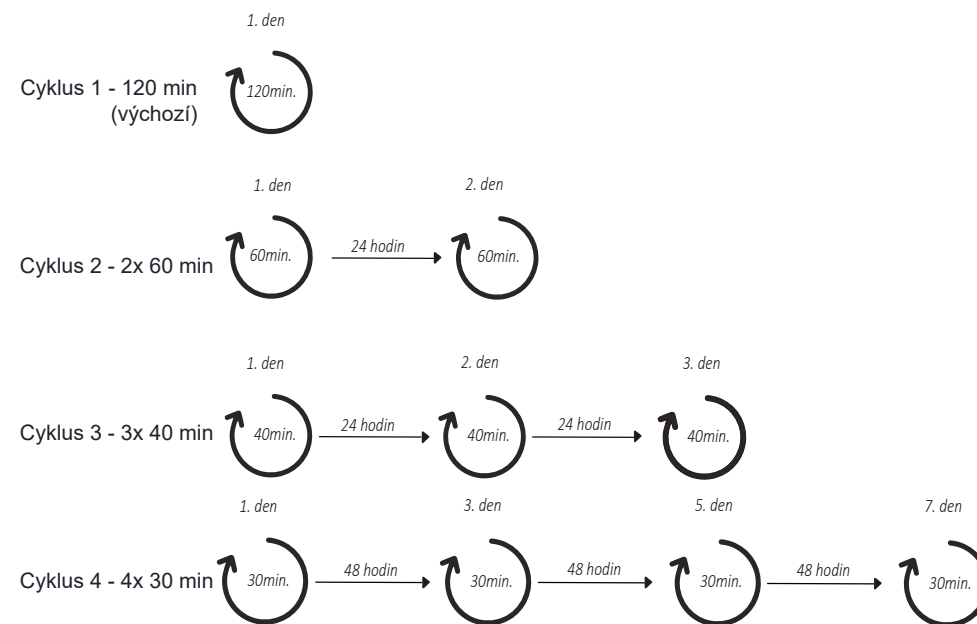 1. den
Cyklus 1 - 120 min
(výchozí)
120min.
1. den
2. den
Cyklus 2 - 2x 60 min
60min.
24 hodin
60min.
1. den
2. den
3. den
Cyklus 3 - 3x 40 min
40min.
24 hodin
40min.
24 hodin
40min.
1. den
3. den
5. den
7. den
Cyklus 4 - 4x 30 min
30min.
48 hodin
30min.
48 hodin
30min.
48 hodin
30min.